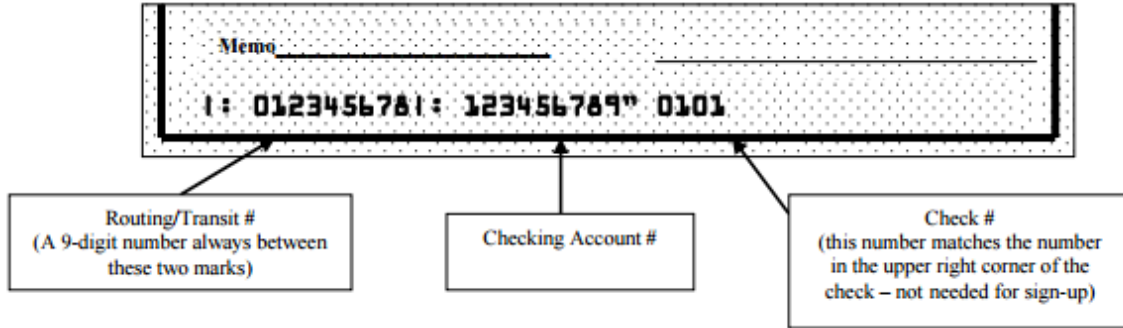 Memo
|: 012345678|: 123456789" 0101
Routing/Transit #
(A 9-digit number always between
these two marks)
Checking Account #
Check #
(this number matches the number
in the upper right corner of the
check – not needed for sign-up)